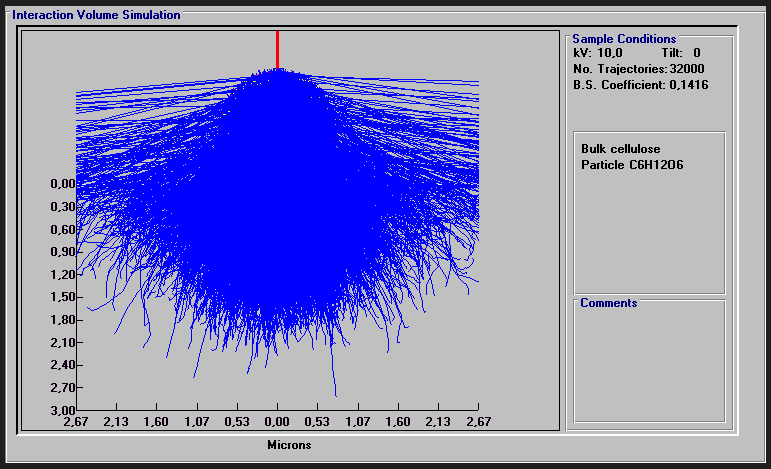 Interaction Volume Simulation
Sample Conditions
kV: 10,0 Tilt: 0
No. Trajectories: 32000
B.S. Coefficient: 0,1416
Bulk cellulose
Particle C6H12O6
Comments
0,00
0,30
0,60
0,90
1,20
1,50
1,80
2,10
2,40
2,70
3,00
2,67 2,13 1,60 1,07 0,53 0,00 0,53 1,07 1,60 2,13 2,67
Microns